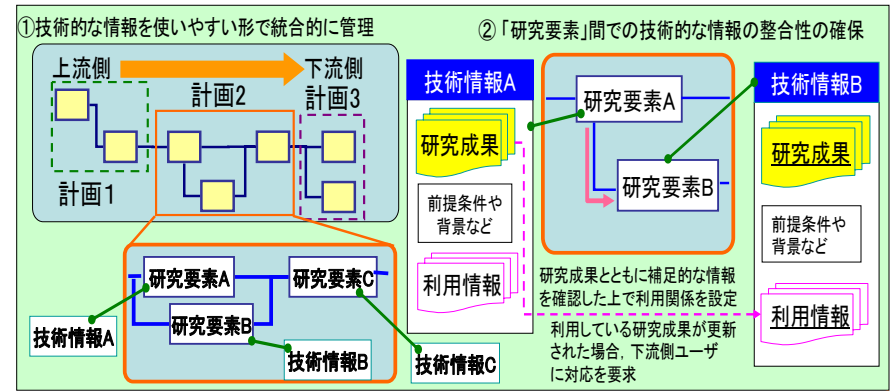 ①技術的な情報を使いやすい形で統合的に管理
上流側
下流側
計画2
計画3
計画1
研究要素A
研究要素C
研究要素B
技術情報A
技術情報B
技術情報C
②「研究要素」間での技術的な情報の整合性の確保
技術情報A
研究成果
前提条件や
背景など
利用情報
研究要素A
研究要素B
技術情報B
研究成果
前提条件や
背景など
利用情報
研究成果とともに補足的な情報
を確認した上で利用関係を設定
利用している研究成果が更新
された場合,下流側ユーザ
に対応を要求